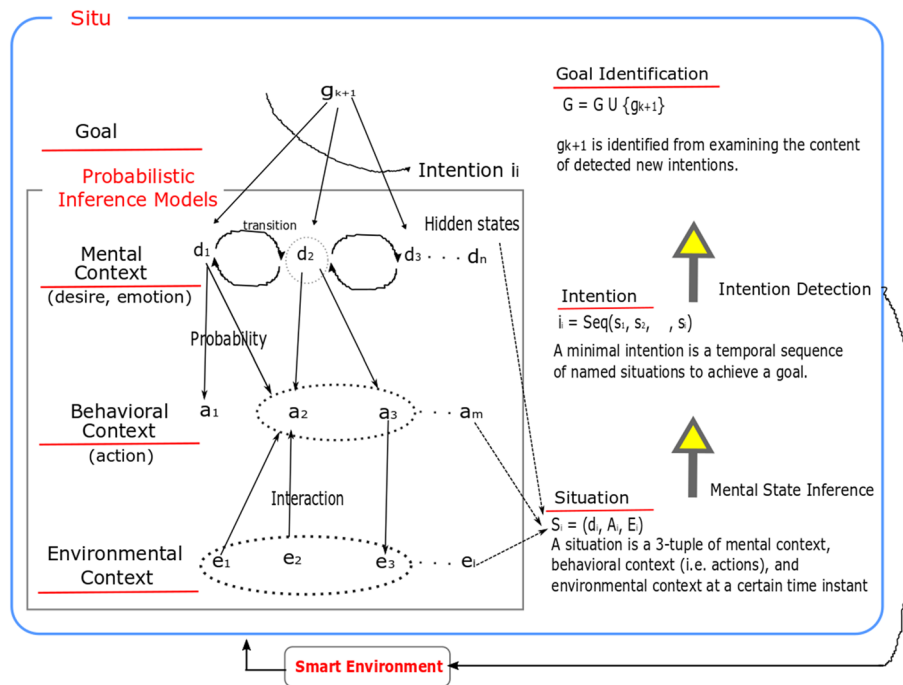 Situ
gk+1
Goal
Intention iᵢ
Probabilistic
Inference Models
Hidden states
transition
d1
d2
d3 · · · dn
Mental
Context
(desire, emotion)
Probability
Behavioral
Context
(action)
a1
a2
a3 · · · am
Interaction
Environmental
Context
e1
e2
e3 · · · eᵢ
Goal Identification
G = G U {gk+1}
gk+1 is identified from examining the content
of detected new intentions.
Intention Detection
Intention
iᵢ = Seq(s1, s2, , sᵢ)
A minimal intention is a temporal sequence
of named situations to achieve a goal.
Mental State Inference
Situation
Sᵢ = (dᵢ, Aᵢ, Eᵢ)
A situation is a 3-tuple of mental context,
behavioral context (i.e. actions), and
environmental context at a certain time instant
Smart Environment